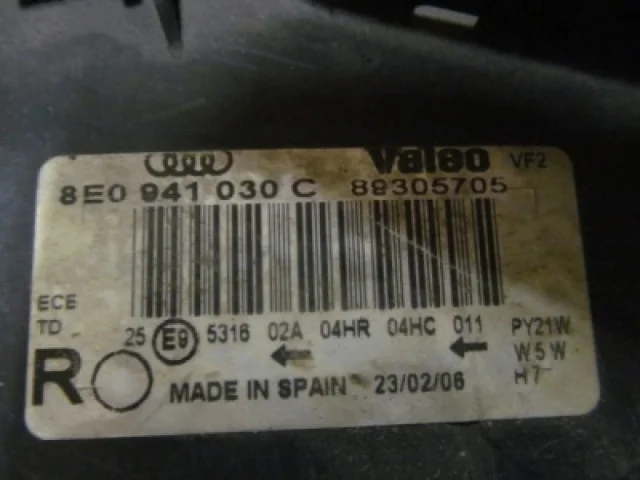 Valeo VF2
8E0 941 030 C 89305705
ECE
TD 25 E9 5316 02A 04HR 04HC 011 PY21W
W5W
R MADE IN SPAIN 23/02/06 H7